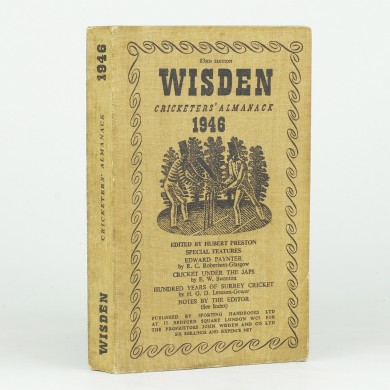 83RD EDITION
WISDEN
CRICKETERS' ALMANACK
1946
EDITED BY HUBERT PRESTON
SPECIAL FEATURES
EDWARD PAYNTER
by R. C. Robertson-Glasgow
CRICKET UNDER THE JAPS
by E. W. Swanton
HUNDRED YEARS OF SURREY CRICKET
by H. G. D. Leveson-Gower
NOTES BY THE EDITOR
(See Index)
PUBLISHED BY SPORTING HANDBOOKS LTD
AT 13 BEDFORD SQUARE LONDON WC1 FOR
THE PROPRIETORS JOHN WISDEN AND CO LTD
SIX SHILLINGS AND SIXPENCE NET
1946
CRICKETERS' ALMANACK
WISDEN